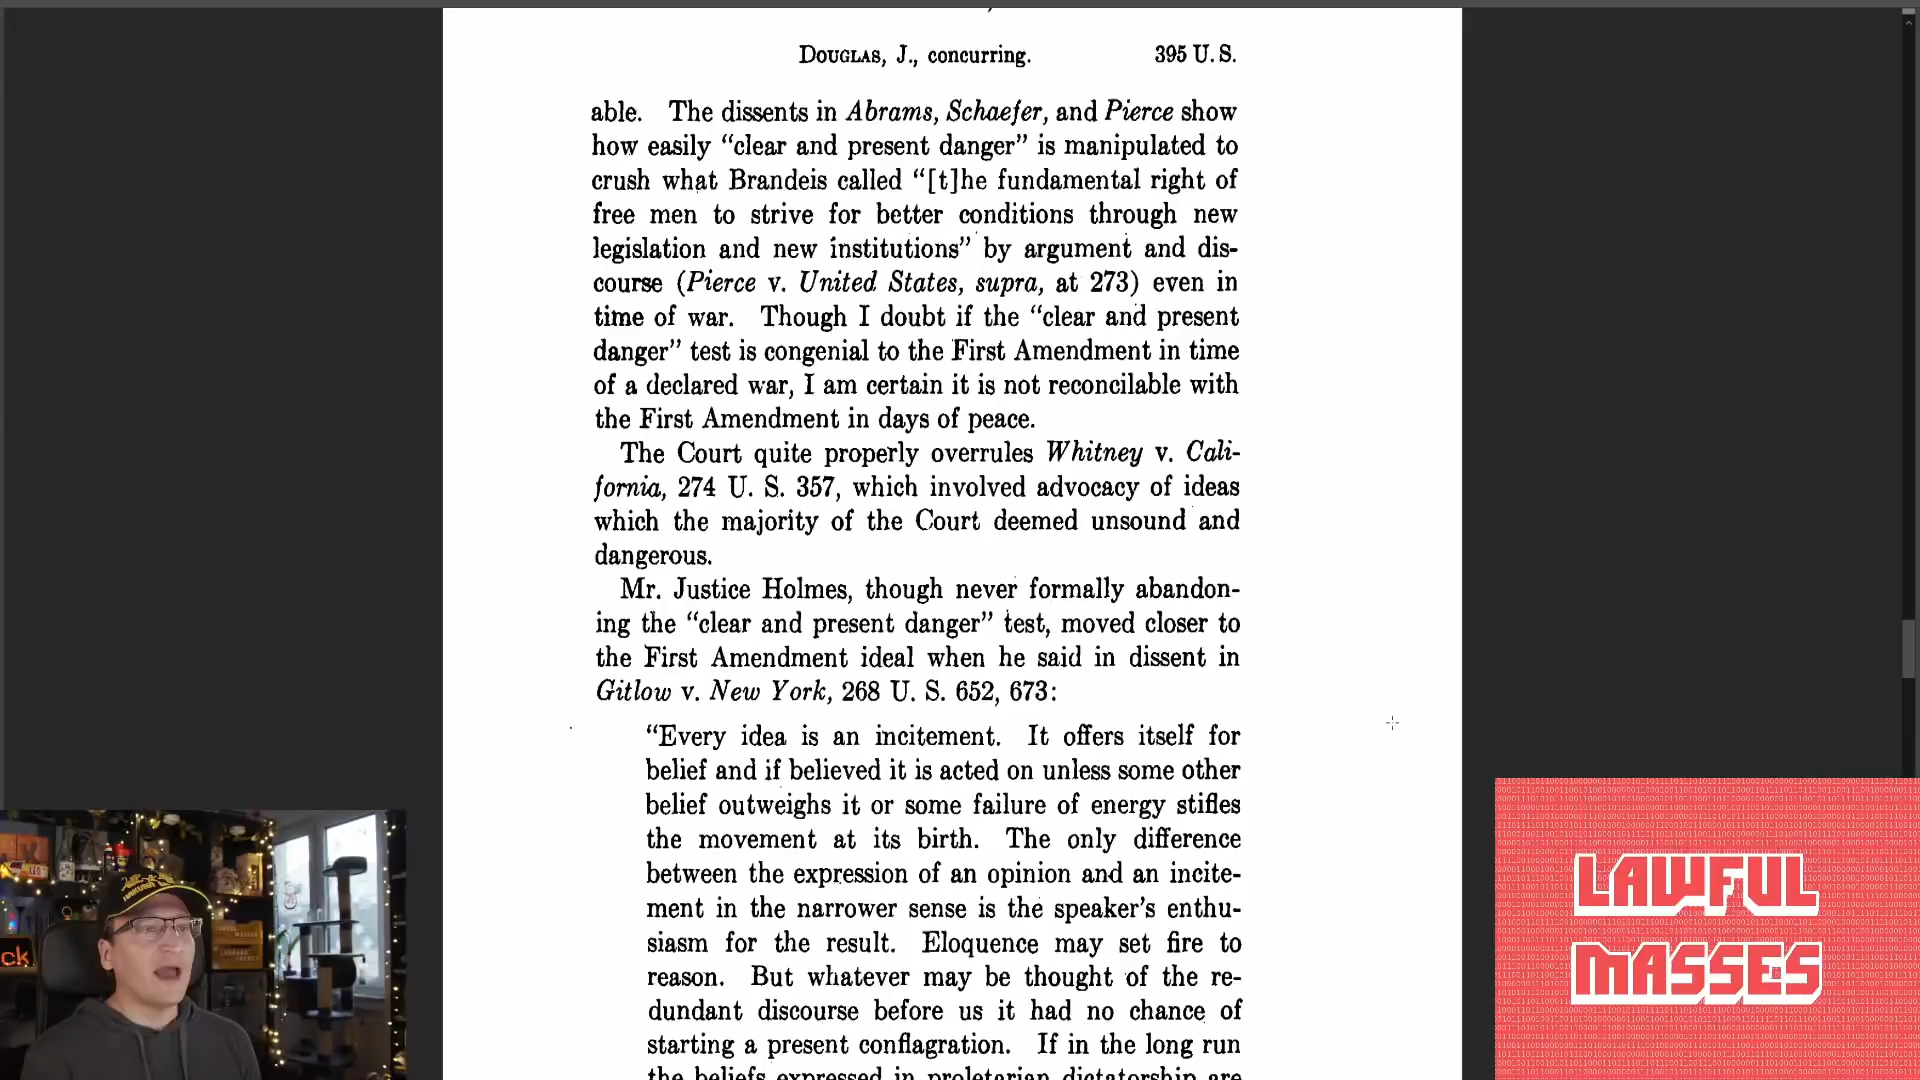 DOUGLAS, J., concurring. 395 U. S.
able. The dissents in Abrams, Schaefer, and Pierce show
how easily “clear and present danger” is manipulated to
crush what Brandeis called “[t]he fundamental right of
free men to strive for better conditions through new
legislation and new institutions” by argument and dis-
course (Pierce v. United States, supra, at 273) even in
time of war. Though I doubt if the “clear and present
danger” test is congenial to the First Amendment in time
of a declared war, I am certain it is not reconcilable with
the First Amendment in days of peace.
The Court quite properly overrules Whitney v. Cali-
fornia, 274 U. S. 357, which involved advocacy of ideas
which the majority of the Court deemed unsound and
dangerous.
Mr. Justice Holmes, though never formally abandon-
ing the “clear and present danger” test, moved closer to
the First Amendment ideal when he said in dissent in
Gitlow v. New York, 268 U. S. 652, 673:
“Every idea is an incitement. It offers itself for
belief and if believed it is acted on unless some other
belief outweighs it or some failure of energy stifles
the movement at its birth. The only difference
between the expression of an opinion and an incite-
ment in the narrower sense is the speaker’s enthu-
siasm for the result. Eloquence may set fire to
reason. But whatever may be thought of the re-
dundant discourse before us it had no chance of
starting a present conflagration. If in the long run
the beliefs expressed in proletarian dictatorship are
ck
LAWFUL
MASSES